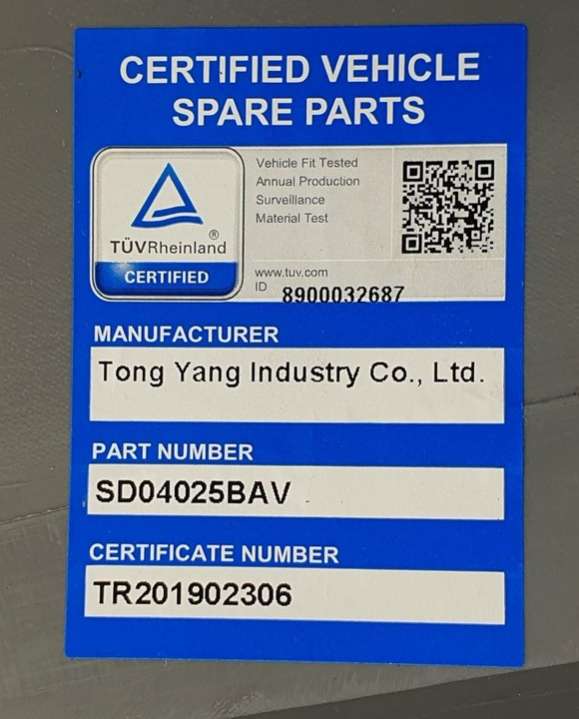 CERTIFIED VEHICLE
SPARE PARTS
TÜVRheinland®
CERTIFIED
Vehicle Fit Tested
Annual Production
Surveillance
Material Test
www.tuv.com
ID 8900032687
MANUFACTURER
Tong Yang Industry Co., Ltd.
PART NUMBER
SD04025BAV
CERTIFICATE NUMBER
TR201902306